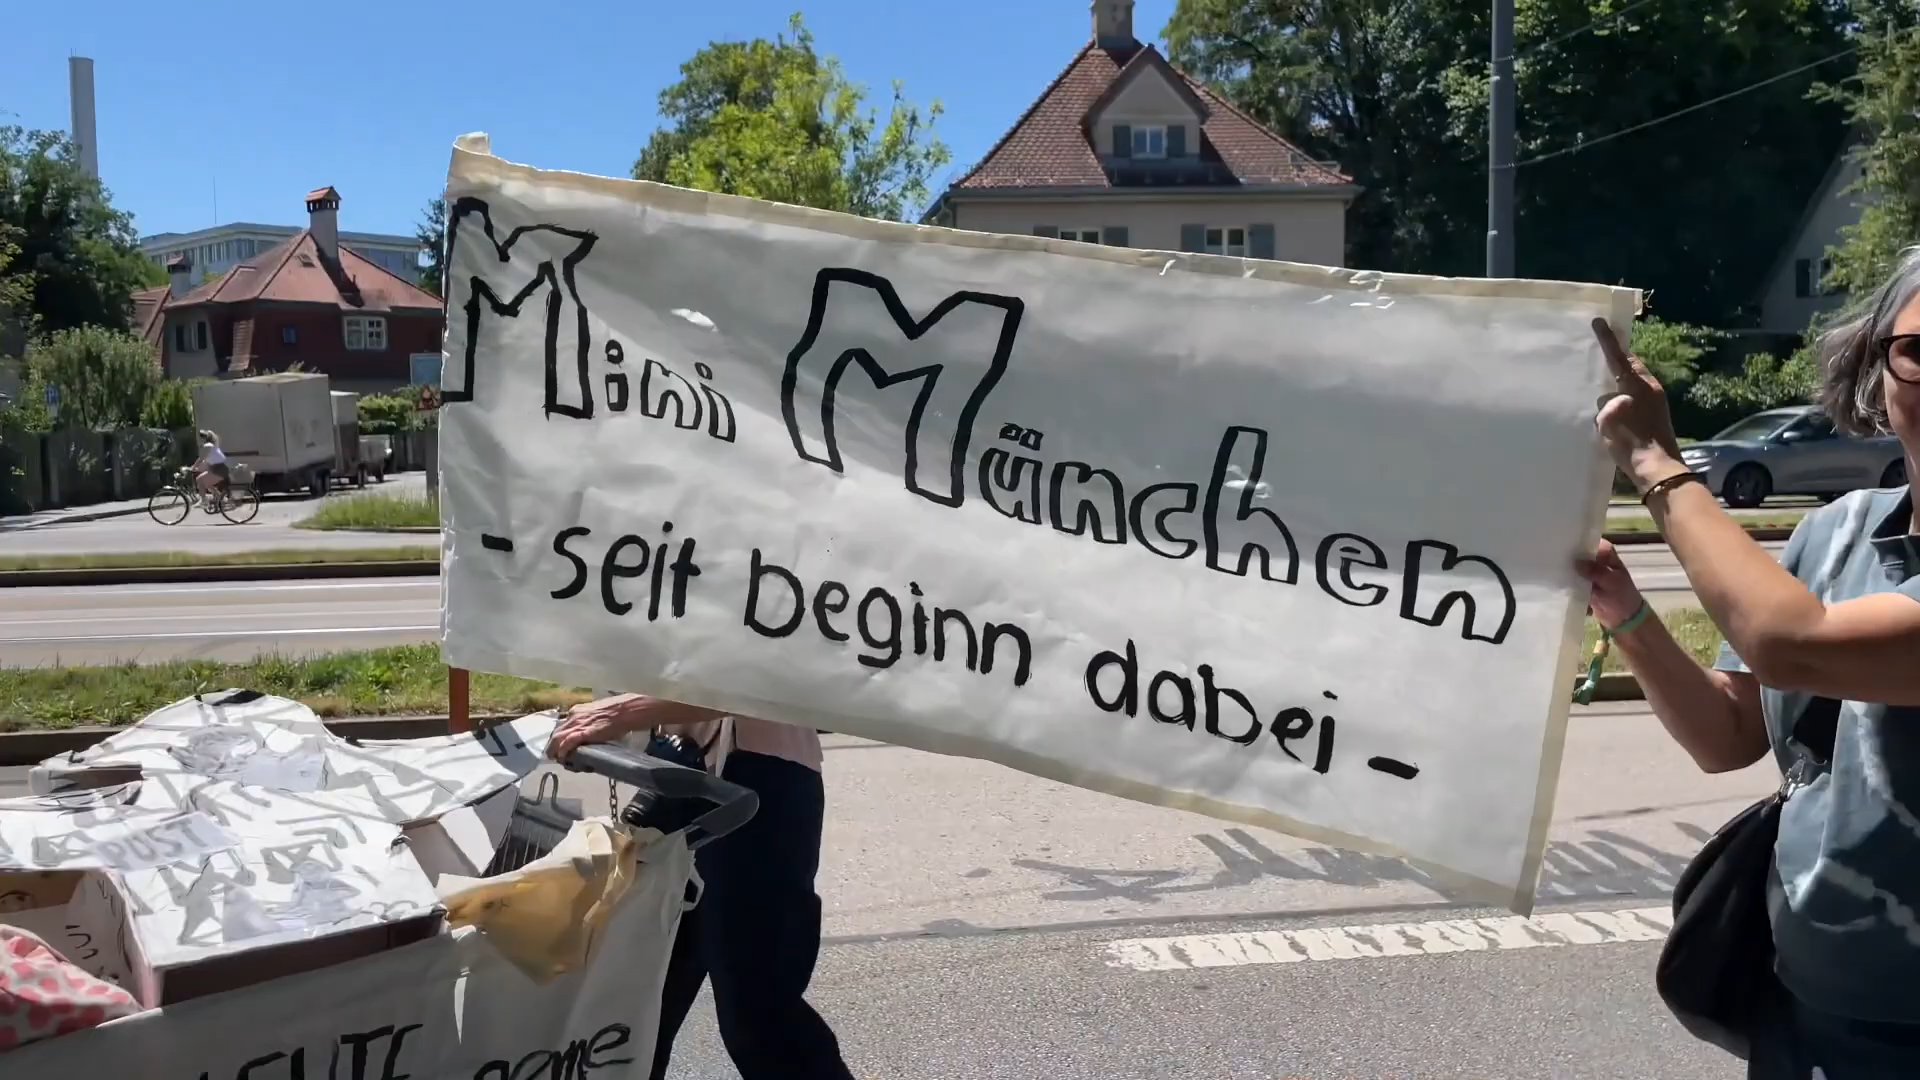 Mini München
- seit beginn dabei -
POST